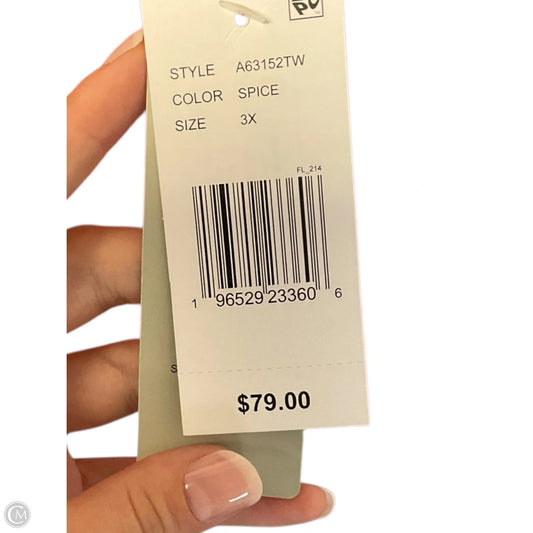 STYLE A63152TW
COLOR SPICE
SIZE 3X
FL_214
1 96529 23360 6
$79.00